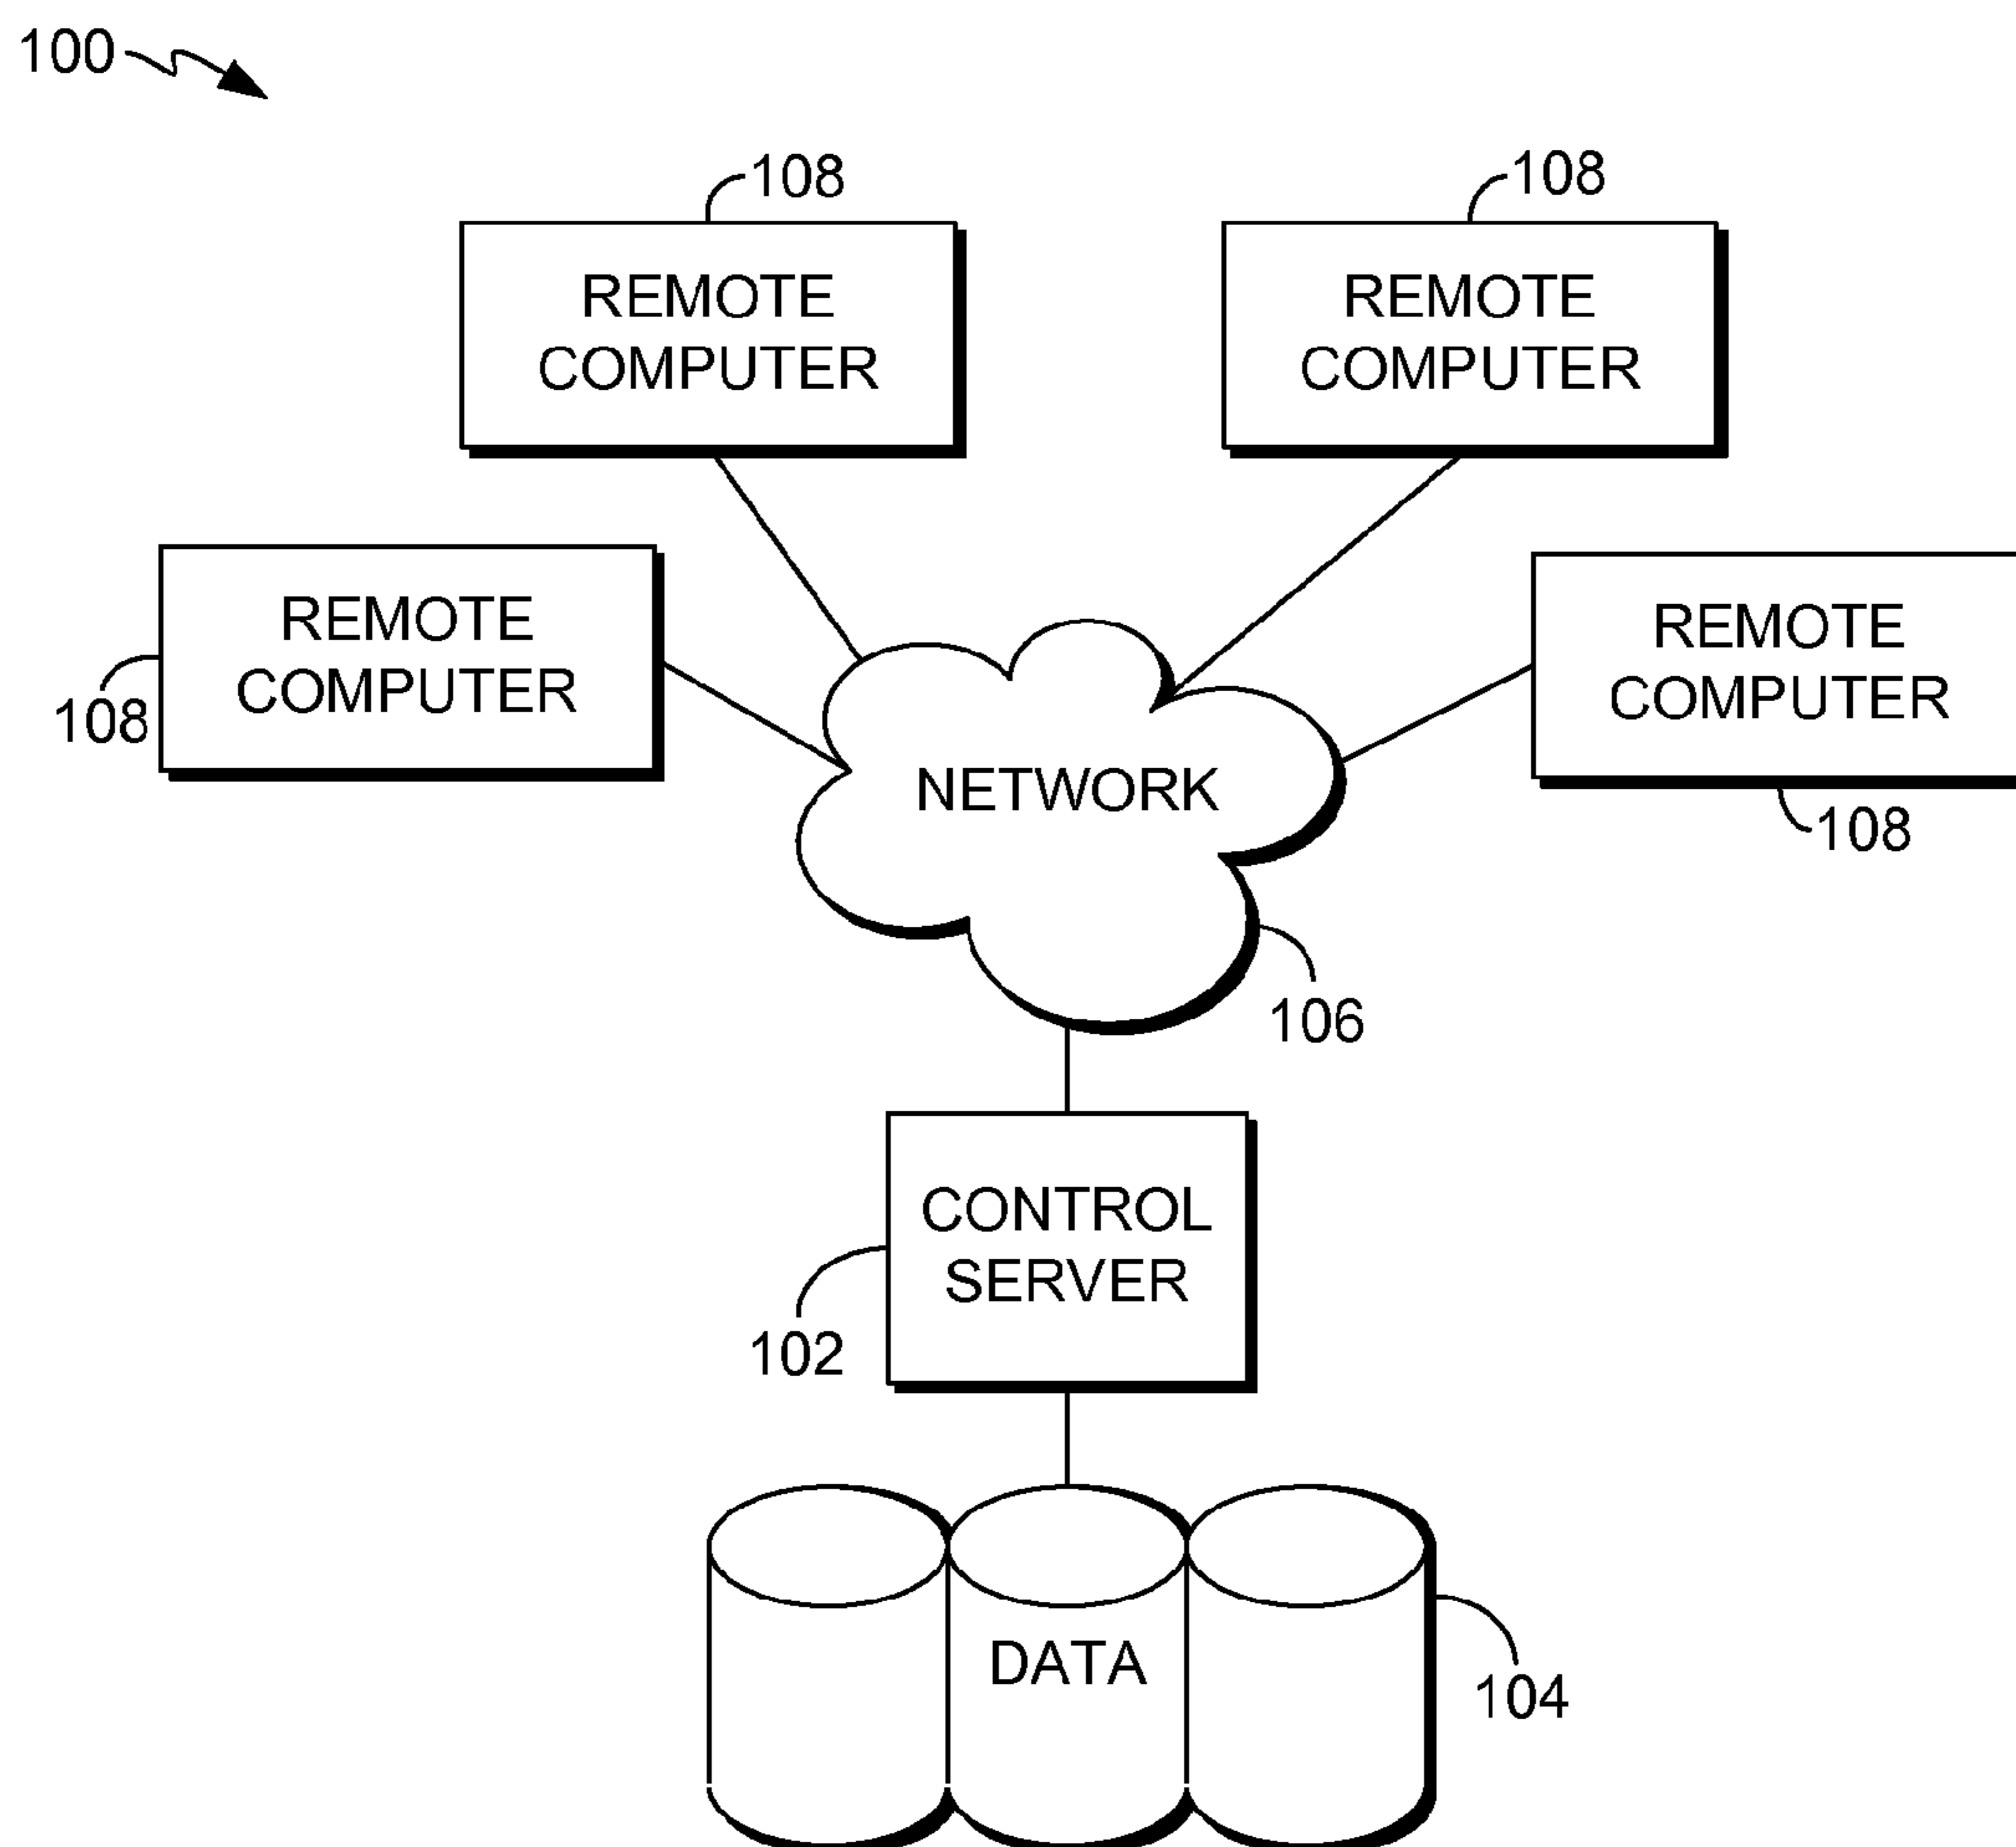 100
108
108
REMOTE
COMPUTER
REMOTE
COMPUTER
REMOTE
COMPUTER
108
REMOTE
COMPUTER
108
NETWORK
106
CONTROL
SERVER
102
DATA
104